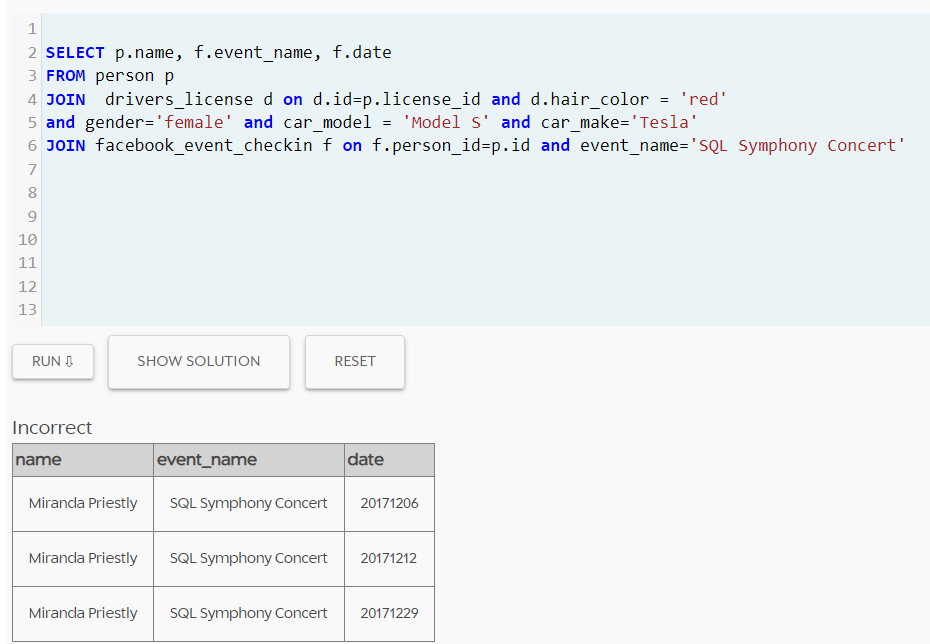 1
2 SELECT p.name, f.event_name, f.date
3 FROM person p
4 JOIN  drivers_license d on d.id=p.license_id and d.hair_color = 'red'
5 and gender='female' and car_model = 'Model S' and car_make='Tesla'
6 JOIN facebook_event_checkin f on f.person_id=p.id and event_name='SQL Symphony Concert'
7
8
9
10
11
12
13
RUN ⇩ SHOW SOLUTION RESET
Incorrect
name event_name date
Miranda Priestly SQL Symphony Concert 20171206
Miranda Priestly SQL Symphony Concert 20171212
Miranda Priestly SQL Symphony Concert 20171229